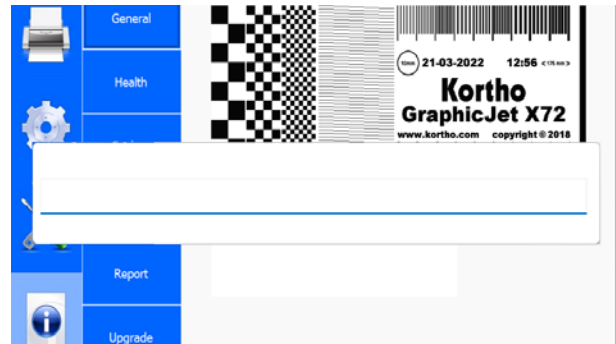 General
Health
Report
Upgrade
21-03-2022 12:56
Kortho
GraphicJet X72
www.kortho.com copyright © 2018